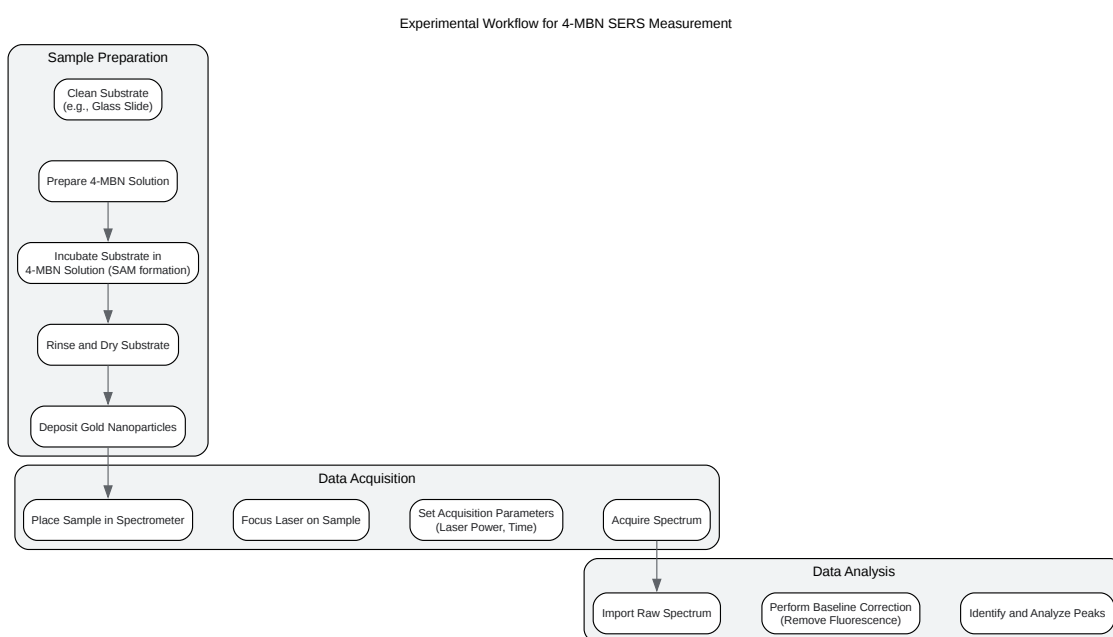 Experimental Workflow for 4-MBN SERS Measurement
Sample Preparation
Clean Substrate
(e.g., Glass Slide)
Prepare 4-MBN Solution
Incubate Substrate in
4-MBN Solution (SAM formation)
Rinse and Dry Substrate
Deposit Gold Nanoparticles
Data Acquisition
Place Sample in Spectrometer
Focus Laser on Sample
Set Acquisition Parameters
(Laser Power, Time)
Acquire Spectrum
Data Analysis
Import Raw Spectrum
Perform Baseline Correction
(Remove Fluorescence)
Identify and Analyze Peaks